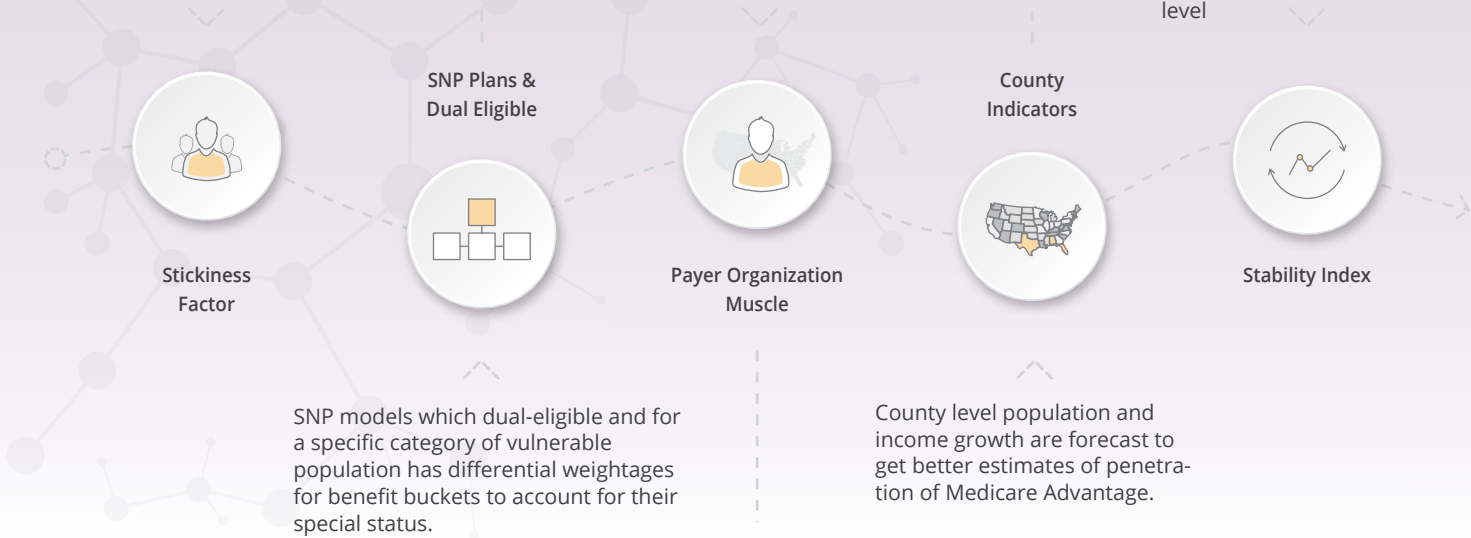 level
SNP Plans &
Dual Eligible
County
Indicators
Stickiness
Factor
Payer Organization
Muscle
Stability Index
SNP models which dual-eligible and for
a specific category of vulnerable
population has differential weightages
for benefit buckets to account for their
special status.
County level population and
income growth are forecast to
get better estimates of penetra-
tion of Medicare Advantage.